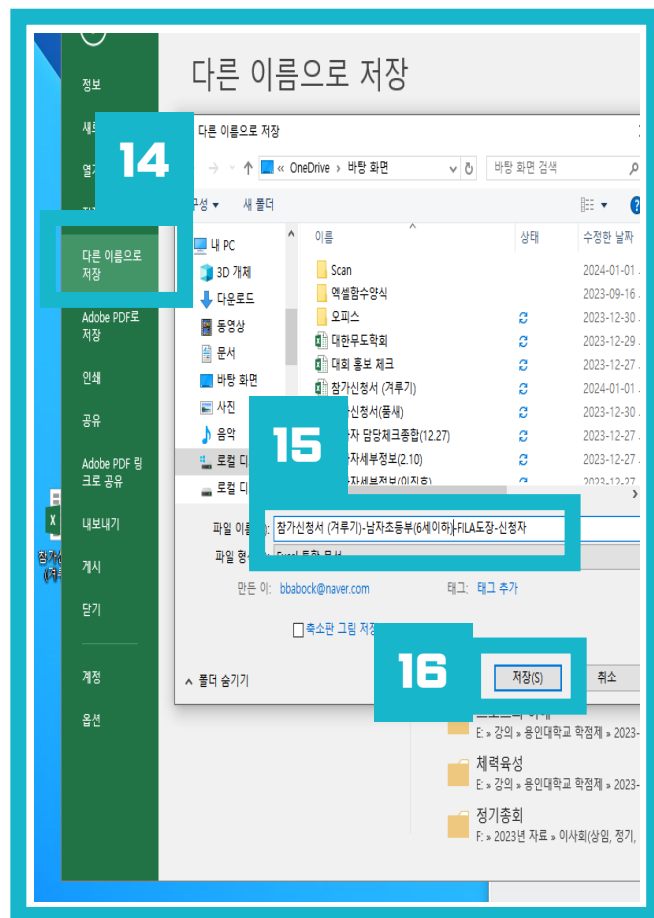 다른 이름으로 저장
정보
14
다른 이름으로 저장
« OneDrive › 바탕 화면
바탕 화면 검색
새 폴더
이름
상태
수정한 날짜
내 PC
3D 개체
다운로드
동영상
문서
바탕 화면
사진
음악
로컬 디
로컬 디
Scan
2024-01-01
엑셀함수양식
2023-09-16
오피스
2023-12-30
대한무도학회
2023-12-29
대회 홍보 체크
2023-12-27
참가신청서 (겨루기)
2024-01-01
가신청서(품새)
2023-12-30
가자 담당체크종합(12.27)
2023-12-27
가자세부정보(2.10)
2023-12-27
가자세부정보(이진호)
2023-12-27
다른 이름으로
저장
Adobe PDF로
저장
인쇄
공유
Adobe PDF 링
크로 공유
내보내기
게시
닫기
계정
옵션
15
파일 이름
참가신청서 (겨루기)-남자초등부(6세이하)-FILA도장-신청자
파일 형
Excel 통합 문서
만든 이: bbabock@naver.com
태그: 태그 추가
축소판 그림 저장
16
폴더 숨기기
저장(S)
취소
E: » 강의 » 용인대학교 학점제 » 2023-
체력육성
E: » 강의 » 용인대학교 학점제 » 2023-
정기총회
F: » 2023년 자료 » 이사회(상임, 정기,